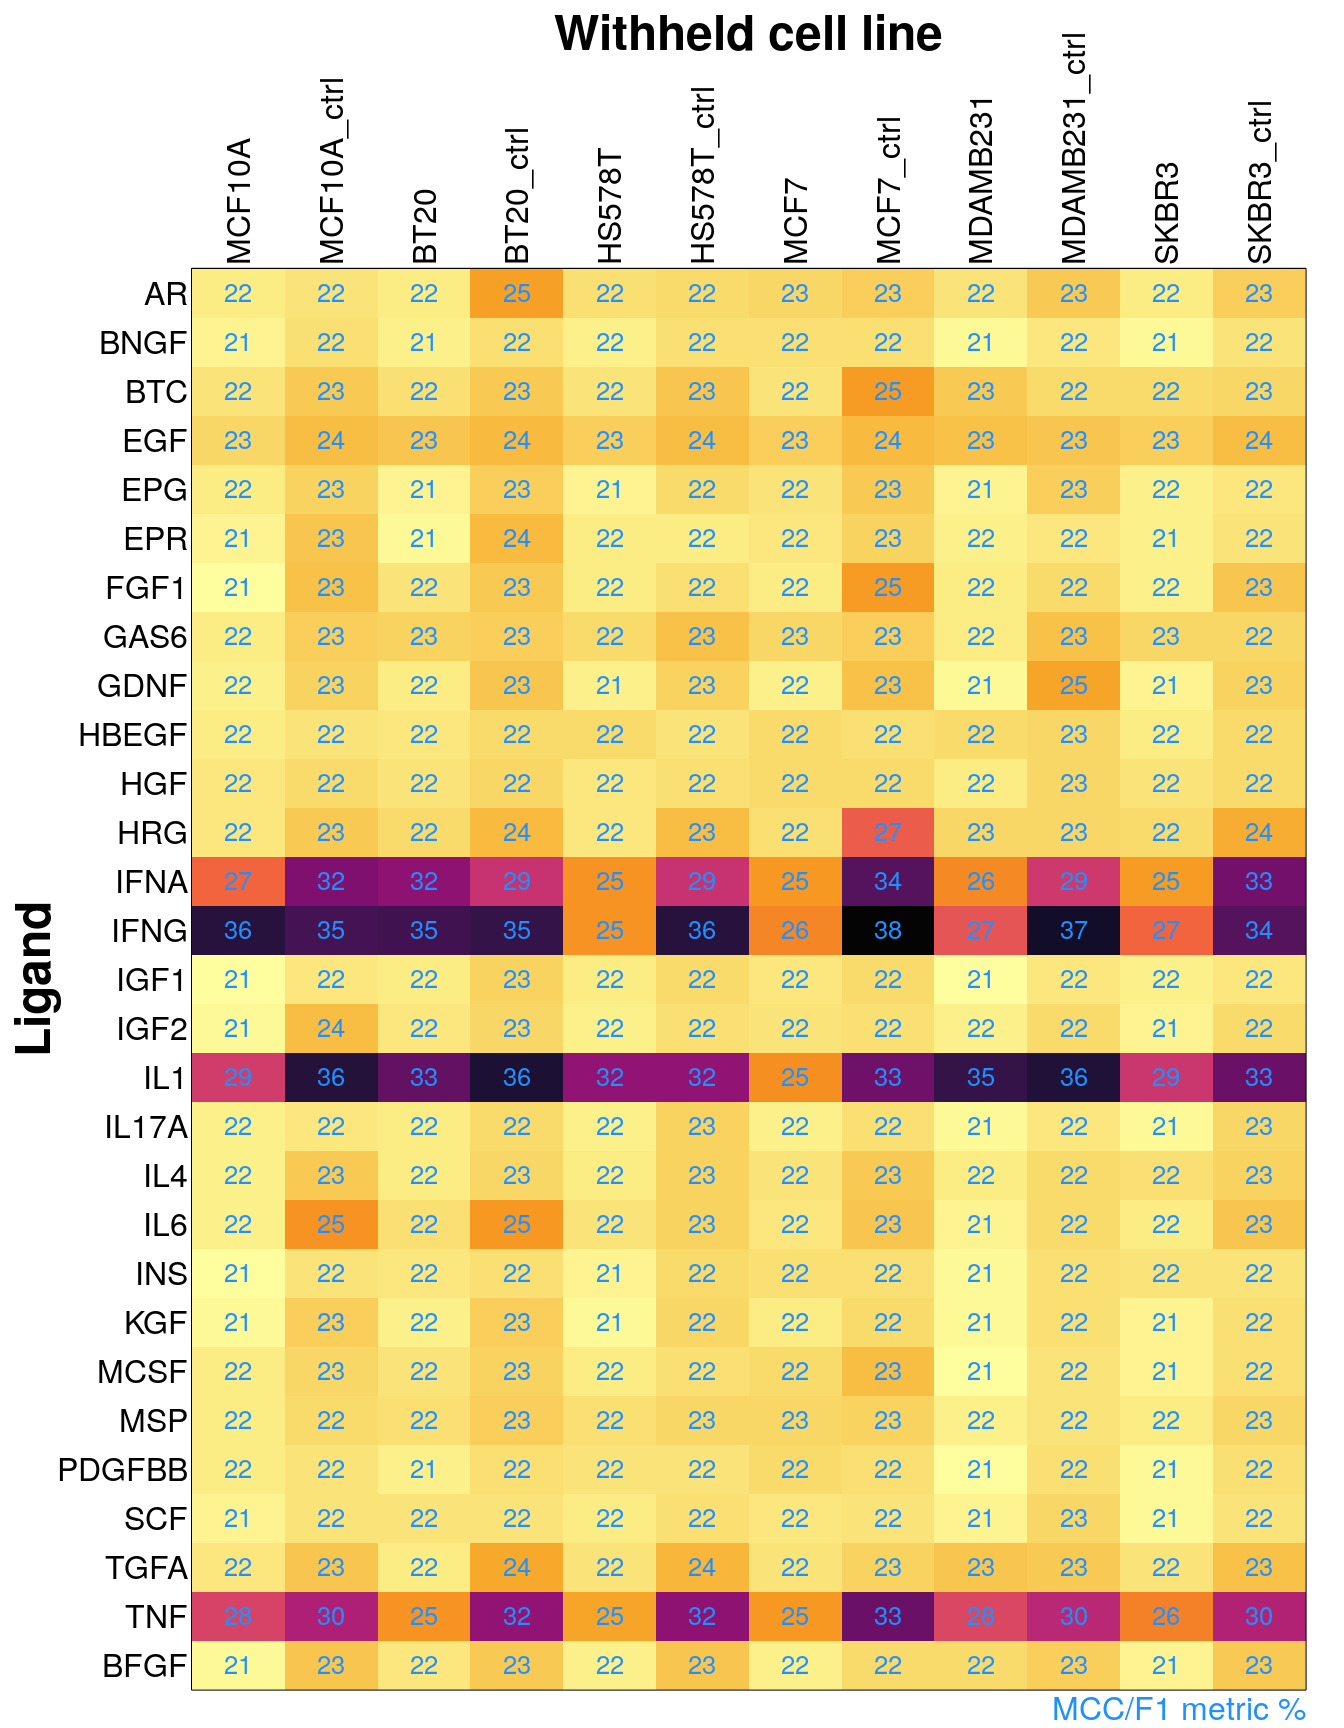 Withheld cell line
MCF10A MCF10A_ctrl BT20 BT20_ctrl HS578T HS578T_ctrl MCF7 MCF7_ctrl MDAMB231 MDAMB231_ctrl SKBR3 SKBR3_ctrl
Ligand
AR 22 22 22 25 22 22 23 23 22 23 22 23
BNGF 21 22 21 22 22 22 22 22 21 22 21 22
BTC 22 23 22 23 22 23 22 25 23 22 22 23
EGF 23 24 23 24 23 24 23 24 23 23 23 24
EPG 22 23 21 23 21 22 22 23 21 23 22 22
EPR 21 23 21 24 22 22 22 23 22 22 21 22
FGF1 21 23 22 23 22 22 22 25 22 22 22 23
GAS6 22 23 23 23 22 23 23 23 22 23 23 22
GDNF 22 23 22 23 21 23 22 23 21 25 21 23
HBEGF 22 22 22 22 22 22 22 22 22 23 22 22
HGF 22 22 22 22 22 22 22 22 22 23 22 22
HRG 22 23 22 24 22 23 22 27 23 23 22 24
IFNA 27 32 32 29 25 29 25 34 26 29 25 33
IFNG 36 35 35 35 25 36 26 38 27 37 27 34
IGF1 21 22 22 23 22 22 22 22 21 22 22 22
IGF2 21 24 22 23 22 22 22 22 22 22 21 22
IL1 29 36 33 36 32 32 25 33 35 36 29 33
IL17A 22 22 22 22 22 23 22 22 21 22 21 23
IL4 22 23 22 23 22 23 22 23 22 22 22 23
IL6 22 25 22 25 22 23 22 23 21 22 22 23
INS 21 22 22 22 21 22 22 22 21 22 22 22
KGF 21 23 22 23 21 22 22 22 21 22 21 22
MCSF 22 23 22 23 22 22 22 23 21 22 21 22
MSP 22 22 22 23 22 23 23 23 22 22 22 23
PDGFBB 22 22 21 22 22 22 22 22 21 22 21 22
SCF 21 22 22 22 22 22 22 22 21 23 21 22
TGFA 22 23 22 24 22 24 22 23 23 23 22 23
TNF 28 30 25 32 25 32 25 33 28 30 26 30
BFGF 21 23 22 23 22 23 22 22 22 23 21 23
MCC/F1 metric %